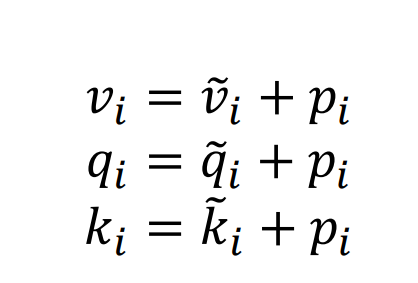 𝑣ᵢ = ṽᵢ + 𝑝ᵢ
𝑞ᵢ = q̃ᵢ + 𝑝ᵢ
𝑘ᵢ = k̃ᵢ + 𝑝ᵢ